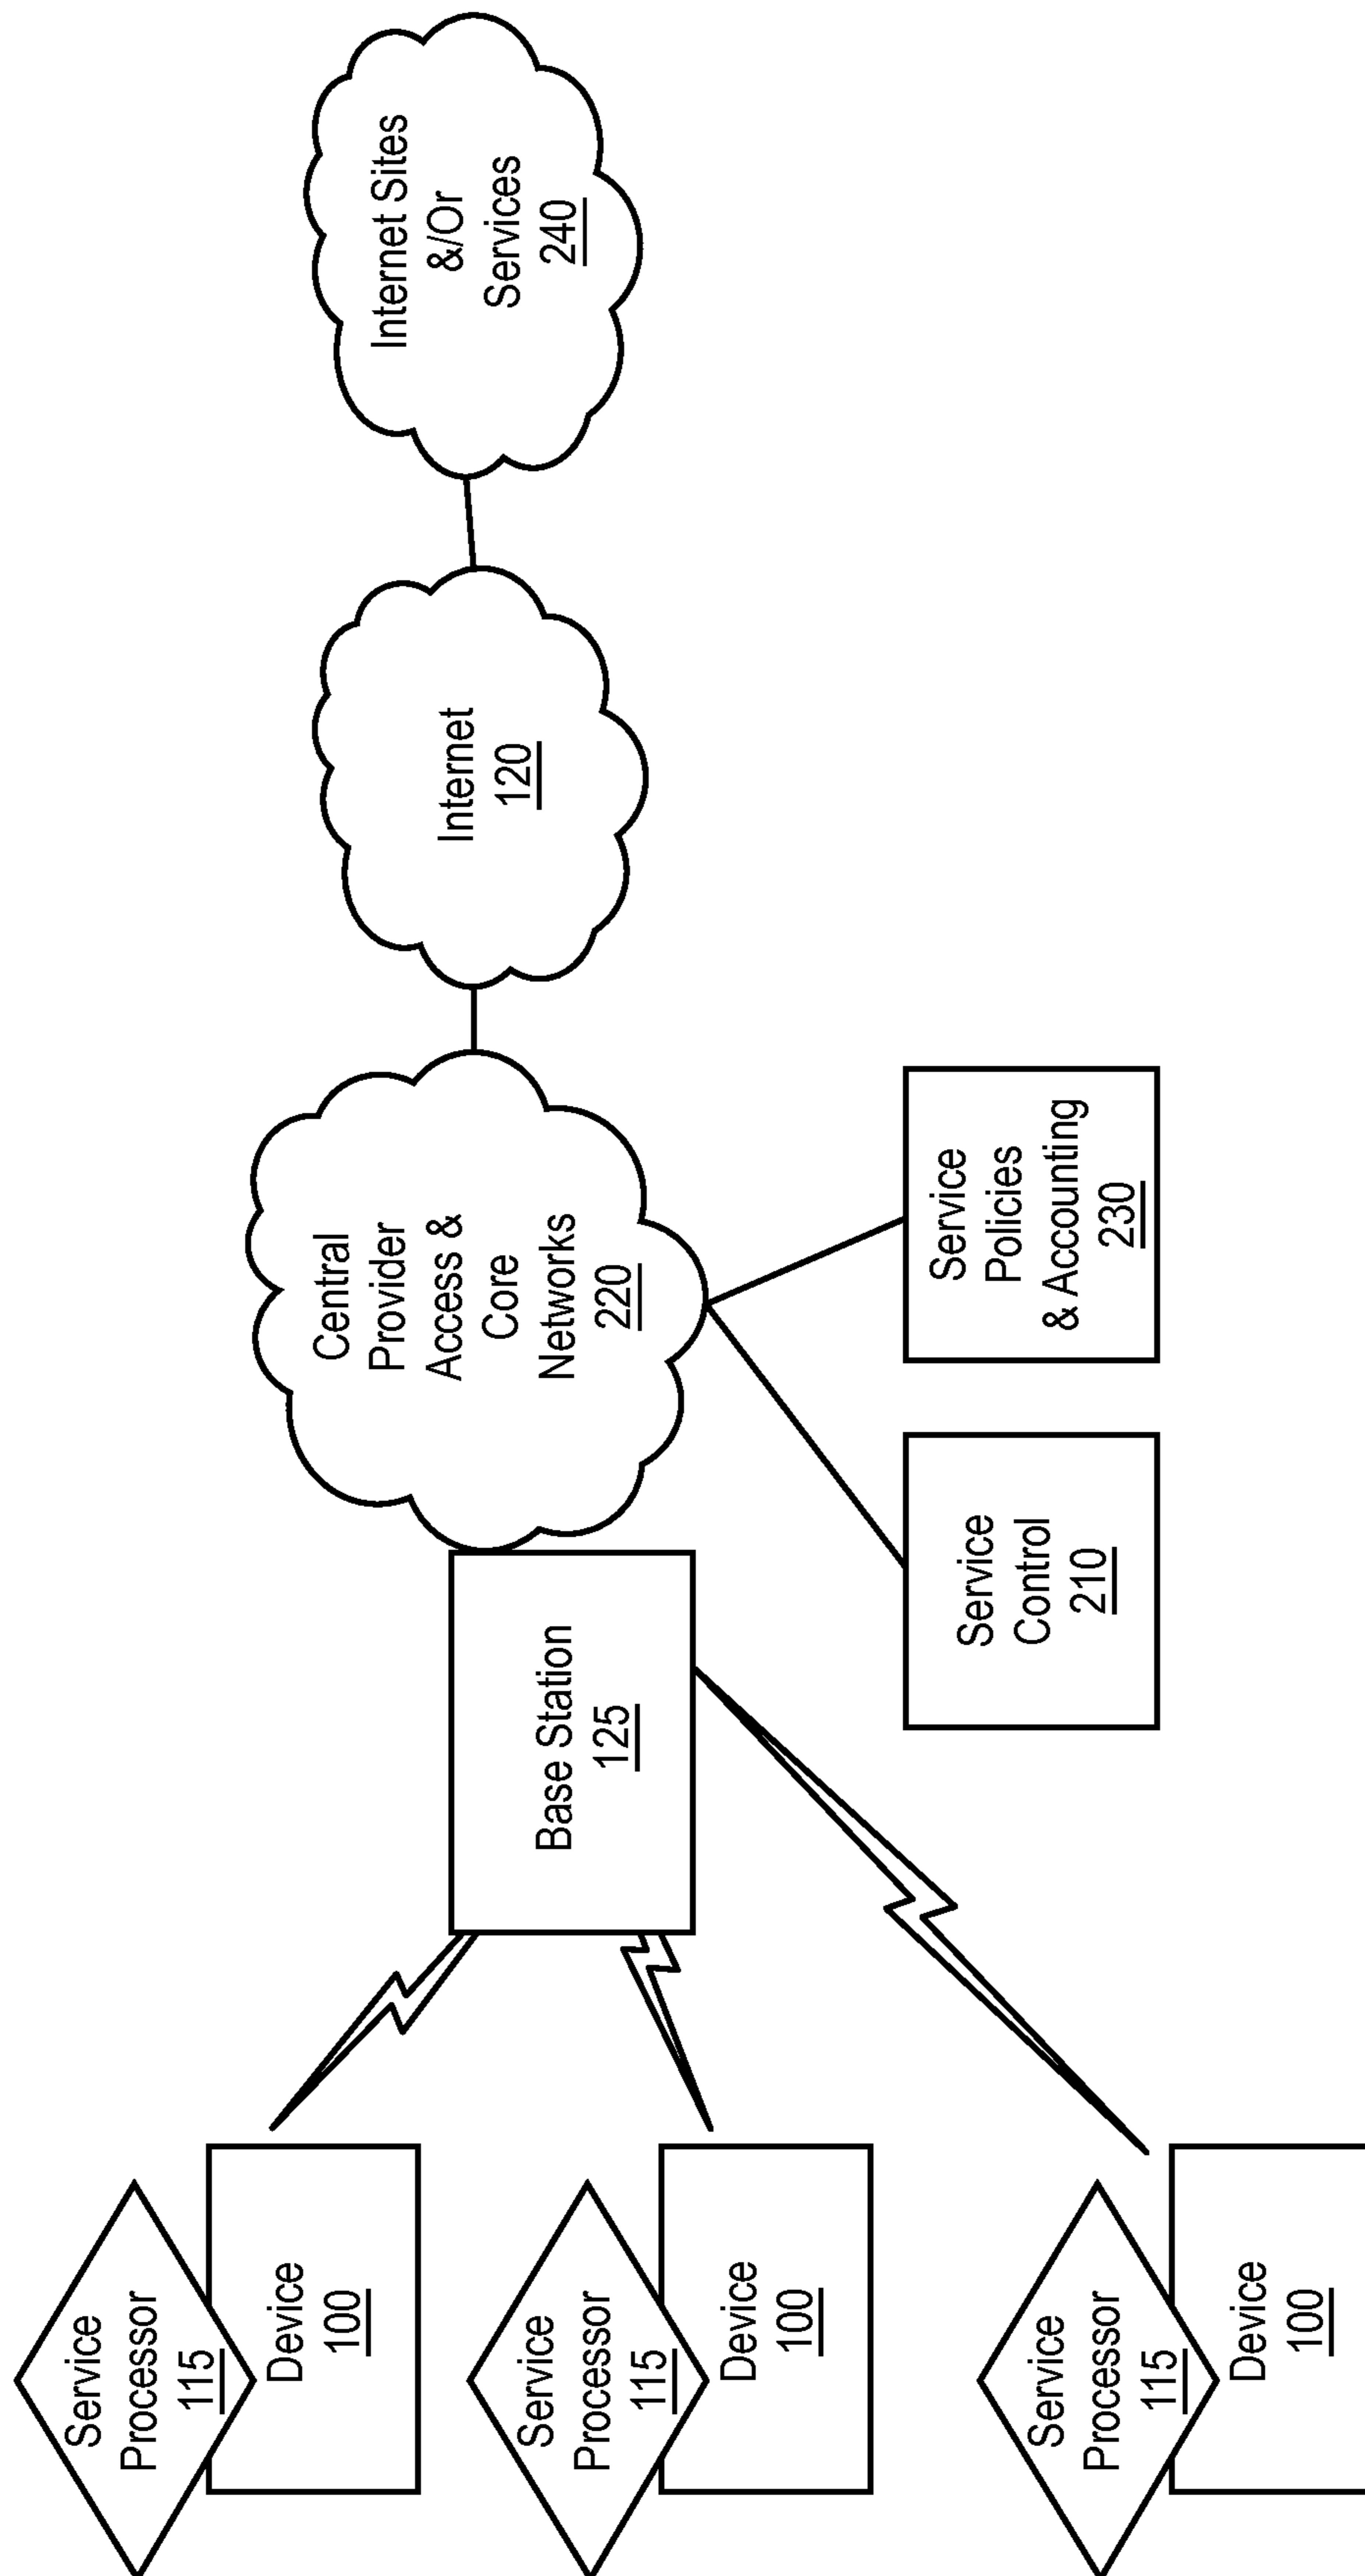 Service
Processor
115
Device
100
Service
Processor
115
Device
100
Service
Processor
115
Device
100
Base Station
125
Central
Provider
Access &
Core
Networks
220
Service
Control
210
Service
Policies
& Accounting
230
Internet
120
Internet Sites
&/Or
Services
240